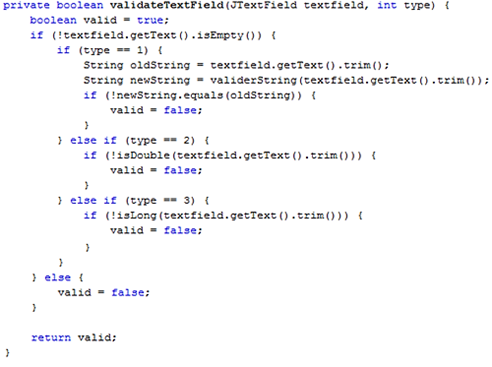 private boolean validateTextField(JTextField textfield, int type) {
    boolean valid = true;
    if (!textfield.getText().isEmpty()) {
        if (type == 1) {
            String oldString = textfield.getText().trim();
            String newString = validerString(textfield.getText().trim());
            if (!newString.equals(oldString)) {
                valid = false;
            }
        } else if (type == 2) {
            if (!isDouble(textfield.getText().trim())) {
                valid = false;
            }
        } else if (type == 3) {
            if (!isLong(textfield.getText().trim())) {
                valid = false;
            }
        }
    } else {
        valid = false;
    }

    return valid;
}